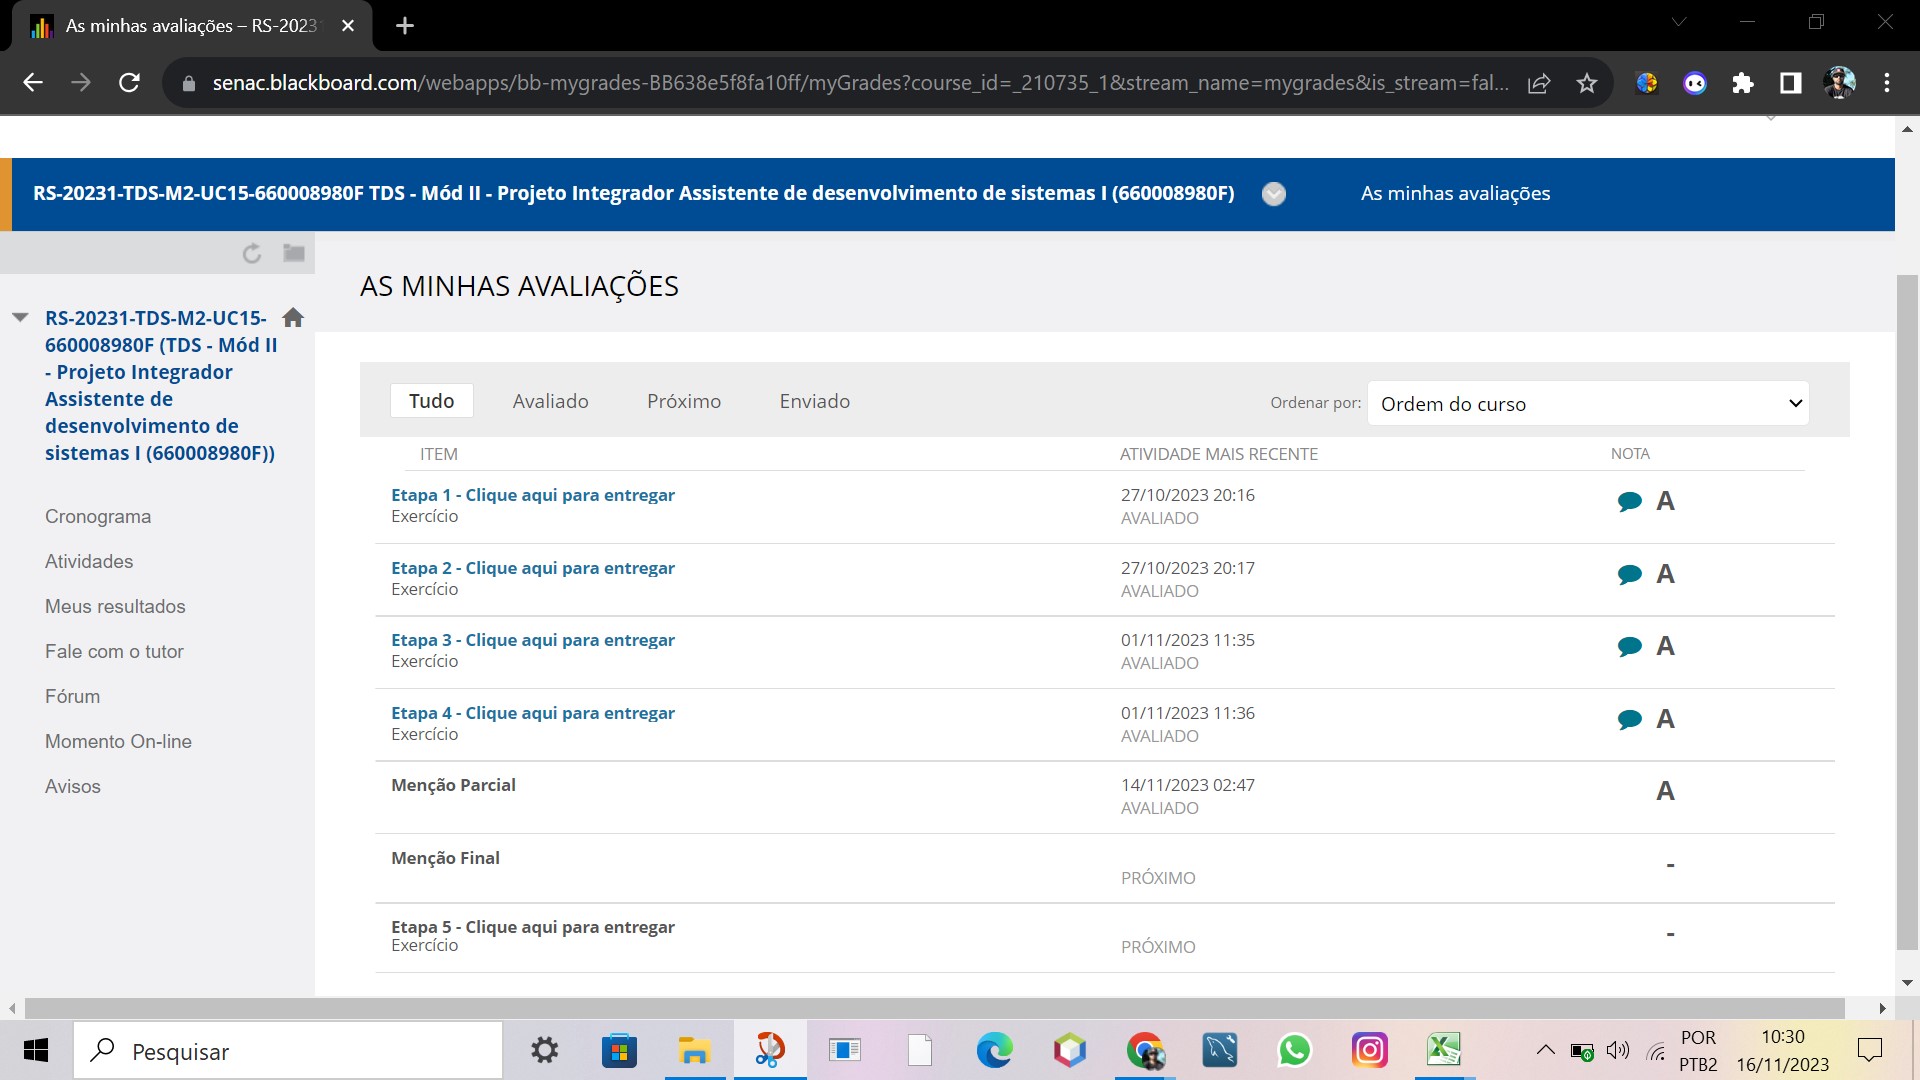 As minhas avaliações – RS-2023
senac.blackboard.com/webapps/bb-mygrades-BB638e5f8fa10ff/myGrades?course_id=_210735_1&stream_name=mygrades&is_stream=fal...
RS-20231-TDS-M2-UC15-660008980F TDS - Mód II - Projeto Integrador Assistente de desenvolvimento de sistemas I (660008980F)
As minhas avaliações
RS-20231-TDS-M2-UC15-
660008980F (TDS - Mód II
- Projeto Integrador
Assistente de
desenvolvimento de
sistemas I (660008980F))
Cronograma
Atividades
Meus resultados
Fale com o tutor
Fórum
Momento On-line
Avisos
AS MINHAS AVALIAÇÕES
Tudo Avaliado Próximo Enviado Ordenar por: Ordem do curso
ITEM ATIVIDADE MAIS RECENTE NOTA
Etapa 1 - Clique aqui para entregar 27/10/2023 20:16 A
Exercício AVALIADO
Etapa 2 - Clique aqui para entregar 27/10/2023 20:17 A
Exercício AVALIADO
Etapa 3 - Clique aqui para entregar 01/11/2023 11:35 A
Exercício AVALIADO
Etapa 4 - Clique aqui para entregar 01/11/2023 11:36 A
Exercício AVALIADO
Menção Parcial 14/11/2023 02:47 A
AVALIADO
Menção Final -
PRÓXIMO
Etapa 5 - Clique aqui para entregar -
Exercício PRÓXIMO
Pesquisar
POR 10:30
PTB2 16/11/2023